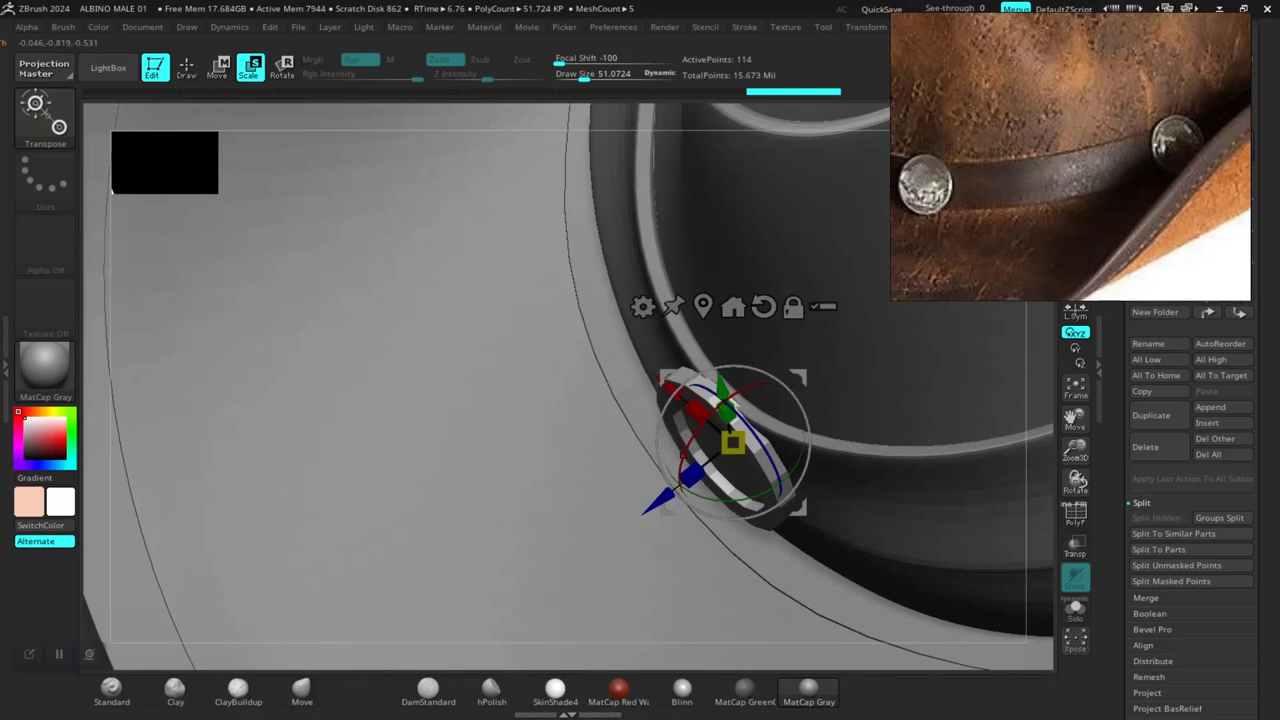 ZBrush 2024 ALBINO MALE 01 • Free Mem 17.684GB • Active Mem 7944 • Scratch Disk 862 • RTime▸6.76 • PolyCount▸51.724 KP • MeshCount▸5 AC QuickSave See-through 0 Menus DefaultZScript
Alpha Brush Color Document Draw Dynamics Edit File Layer Light Macro Marker Material Movie Picker Preferences Render Stencil Stroke Texture Tool Transform
-0.046,-0.819,-0.531
Projection Master
LightBox
Edit Draw Move Scale Rotate
Mrgb Rgb M
Rgb Intensity
Zadd Zsub Zcut
Z Intensity
Focal Shift -100
Draw Size 51.0724 Dynamic
ActivePoints: 114
TotalPoints: 15.673 Mil
Transpose
Dots
Alpha Off
Texture Off
MatCap Gray
Gradient
SwitchColor
Alternate
L.Sym
XYZ
Frame
Move
Zoom3D
Rotate
PolyF
Transp
Ghost
Solo
Xpose
New Folder
Rename AutoReorder
All Low All High
All To Home All To Target
Copy Paste
Duplicate Append
Insert
Delete Del Other
Del All
Apply Last Action To All Subtoo
Split
Split Hidden Groups Split
Split To Similar Parts
Split To Parts
Split Unmasked Points
Split Masked Points
Merge
Boolean
Bevel Pro
Align
Distribute
Remesh
Project
Project BasRelief
Standard Clay ClayBuildup Move DamStandard hPolish SkinShade4 MatCap Red Wa Blinn MatCap GreenC MatCap Gray